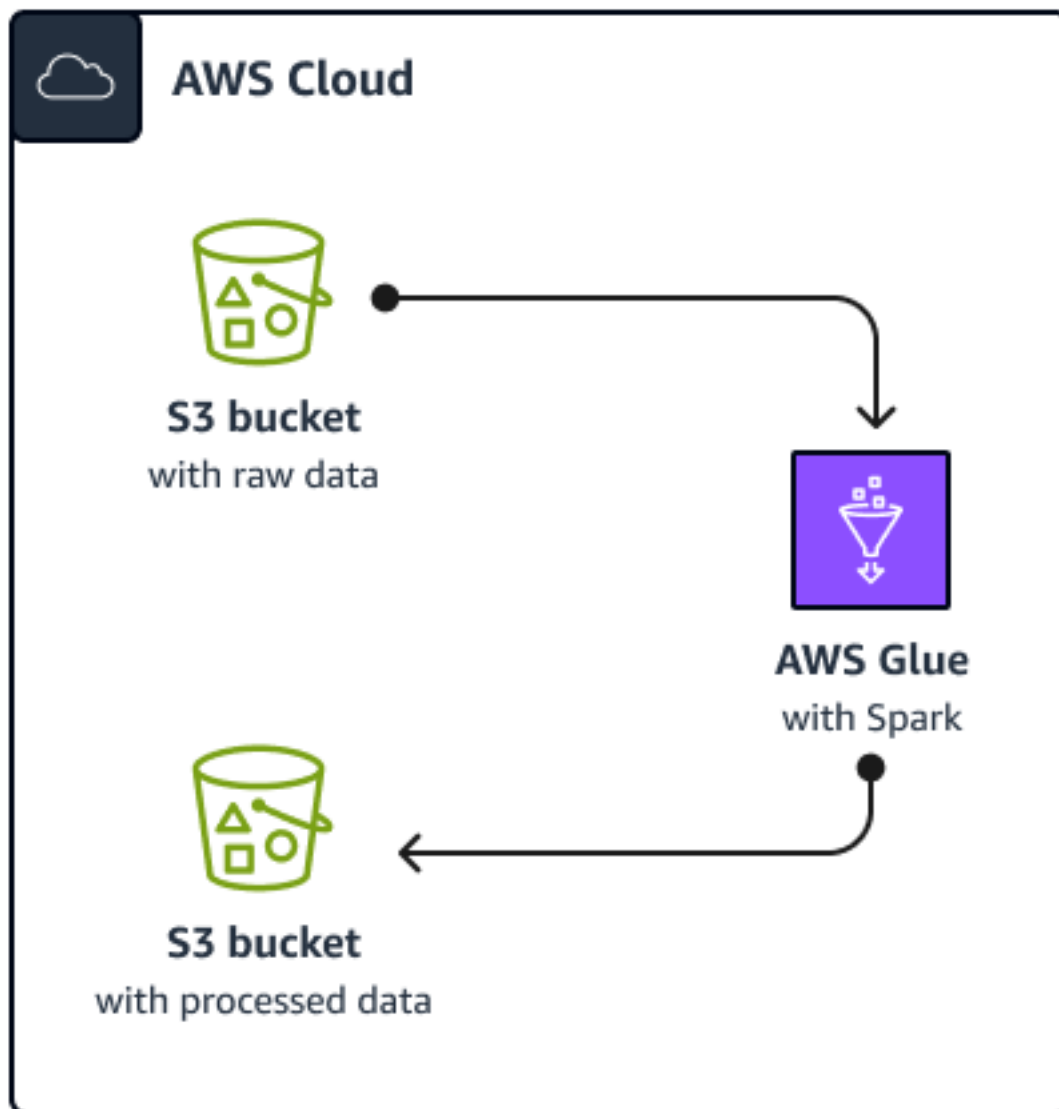 AWS Cloud
S3 bucket
with raw data
AWS Glue
with Spark
S3 bucket
with processed data